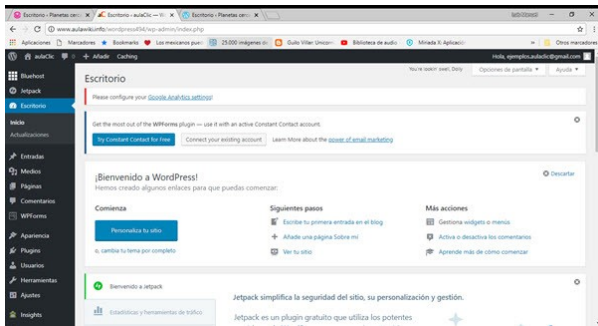 Escritorio - Planetas cerc
Escritorio ‹ aulaClic — W
Escritorio - Planetas cerc
www.aulawiki.info/wordpress434/wp-admin/index.php
Aplicaciones
Marcadores
Bookmarks
Los mexicanos pue
25.000 imágenes d
Quito Viller Unicor
Biblioteca de audio
Miríada X: Aplicació
Otros marcadores
aulaClic
0
+ Añadir
Caching
Hola, ejemplos.aulaclic@gmail.com
Bluehost
Jetpack
Escritorio
Inicio
Actualizaciones
Entradas
Medios
Páginas
Comentarios
WPForms
Apariencia
Plugins
Usuarios
Herramientas
Ajustes
Insights
Opciones de pantalla
Ayuda
Escritorio
Please configure your Google Analytics settings!
Get the most out of the WPForms plugin — use it with an active Constant Contact account.
Try Constant Contact for Free
Connect your existing account
Learn More about the power of email marketing
¡Bienvenido a WordPress!
Descartar
Hemos creado algunos enlaces para que puedas comenzar:
Comienza
Personaliza tu sitio
o, cambia tu tema por completo
Siguientes pasos
Escribe tu primera entrada en el blog
Añade una página Sobre mí
Ver tu sitio
Más acciones
Gestiona widgets o menús
Activa o desactiva los comentarios
Aprende más de cómo comenzar
Bienvenido a Jetpack
Estadísticas y herramientas de tráfico
Jetpack simplifica la seguridad del sitio, su personalización y gestión.
Jetpack es un plugin gratuito que utiliza los potentes